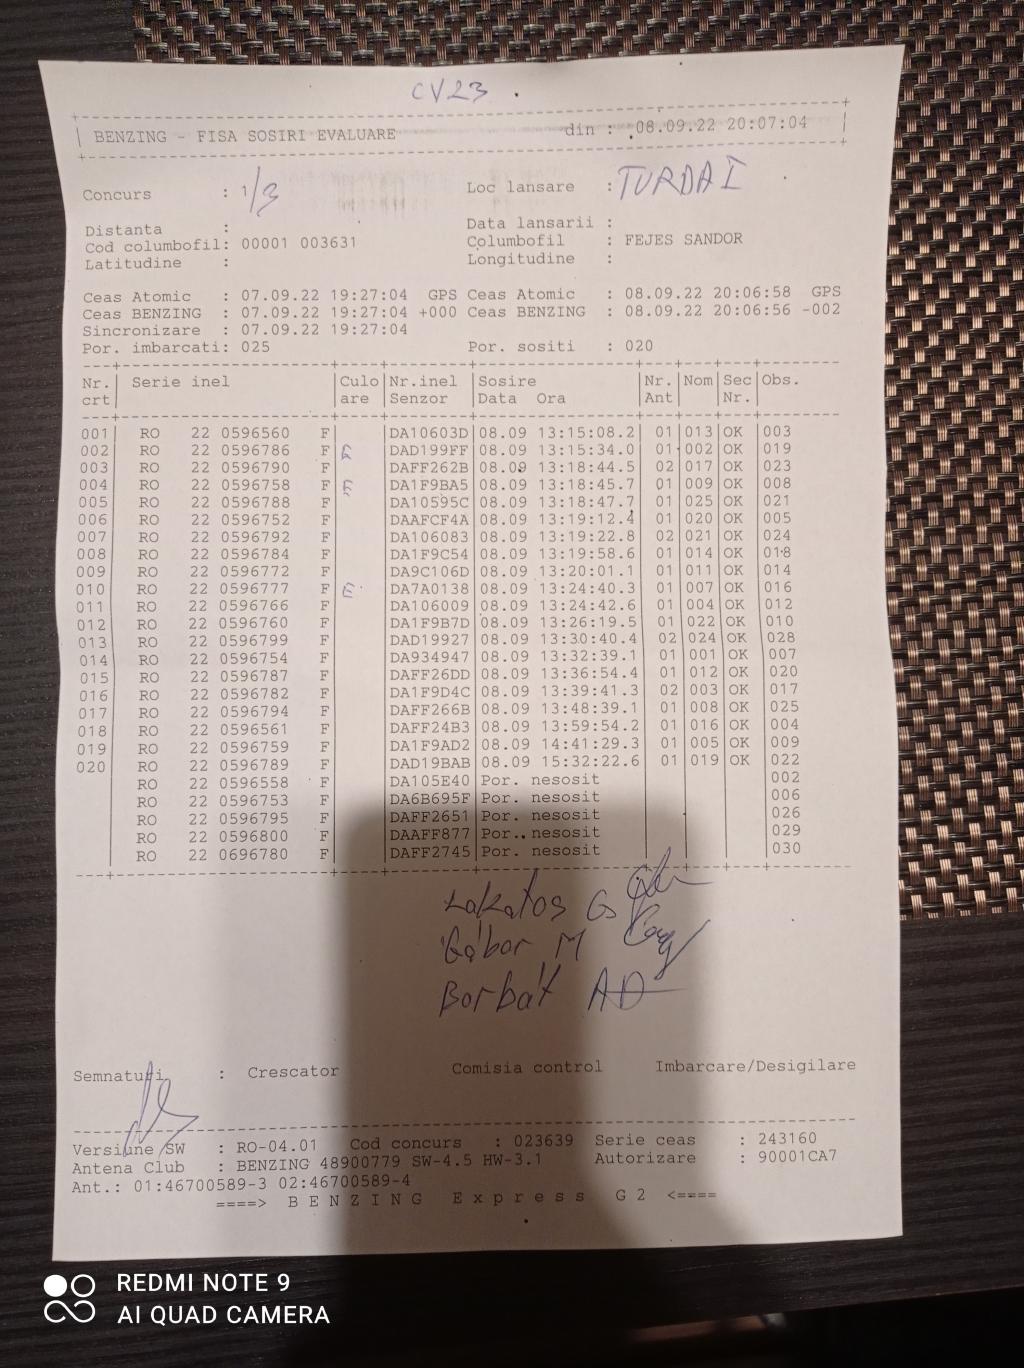 CV23
BENZING - FISA SOSIRI EVALUARE din : 08.09.22 20:07:04
Concurs : 1/3 Loc lansare : TURDA I
Distanta : Data lansarii :
Cod columbofil: 00001 003631 Columbofil : FEJES SANDOR
Latitudine : Longitudine :
Ceas Atomic : 07.09.22 19:27:04 GPS Ceas Atomic : 08.09.22 20:06:58 GPS
Ceas BENZING : 07.09.22 19:27:04 +000 Ceas BENZING : 08.09.22 20:06:56 -002
Sincronizare : 07.09.22 19:27:04
Por. imbarcati: 025 Por. sositi : 020
Nr. Serie inel Culo Nr.inel Sosire Nr. Nom Sec Obs.
crt are Senzor Data Ora Ant Nr.
001 RO 22 0596560 F DA10603D 08.09 13:15:08.2 01 013 OK 003
002 RO 22 0596786 F E DAD199FF 08.09 13:15:34.0 01 002 OK 019
003 RO 22 0596790 F DAFF262B 08.09 13:18:44.5 02 017 OK 023
004 RO 22 0596758 F E DA1F9BA5 08.09 13:18:45.7 01 009 OK 008
005 RO 22 0596788 F DA10595C 08.09 13:18:47.7 01 025 OK 021
006 RO 22 0596752 F DAAFCF4A 08.09 13:19:12.4 01 020 OK 005
007 RO 22 0596792 F DA106083 08.09 13:19:22.8 02 021 OK 024
008 RO 22 0596784 F DA1F9C54 08.09 13:19:58.6 01 014 OK 018
009 RO 22 0596772 F DA9C106D 08.09 13:20:01.1 01 011 OK 014
010 RO 22 0596777 F E DA7A0138 08.09 13:24:40.3 01 007 OK 016
011 RO 22 0596766 F DA106009 08.09 13:24:42.6 01 004 OK 012
012 RO 22 0596760 F DA1F9B7D 08.09 13:26:19.5 01 022 OK 010
013 RO 22 0596799 F DAD19927 08.09 13:30:40.4 02 024 OK 028
014 RO 22 0596754 F DA934947 08.09 13:32:39.1 01 001 OK 007
015 RO 22 0596787 F DAFF26DD 08.09 13:36:54.4 01 012 OK 020
016 RO 22 0596782 F DA1F9D4C 08.09 13:39:41.3 02 003 OK 017
017 RO 22 0596794 F DAFF266B 08.09 13:48:39.1 01 008 OK 025
018 RO 22 0596561 F DAFF24B3 08.09 13:59:54.2 01 016 OK 004
019 RO 22 0596759 F DA1F9AD2 08.09 14:41:29.3 01 005 OK 009
020 RO 22 0596789 F DAD19BAB 08.09 15:32:22.6 01 019 OK 022
RO 22 0596558 F DA105E40 Por. nesosit 002
RO 22 0596753 F DA6B695F Por. nesosit 006
RO 22 0596795 F DAFF2651 Por. nesosit 026
RO 22 0596800 F DAAFF877 Por. nesosit 029
RO 22 0696780 F DAFF2745 Por. nesosit 030
Lakatos G
Gábor M
Borbát AD
Semnaturi : Crescator Comisia control Imbarcare/Desigilare
Versiune SW : RO-04.01 Cod concurs : 023639 Serie ceas : 243160
Antena Club : BENZING 48900779 SW-4.5 HW-3.1 Autorizare : 90001CA7
Ant.: 01:46700589-3 02:46700589-4
====> BENZING Express G2 <====
REDMI NOTE 9
AI QUAD CAMERA